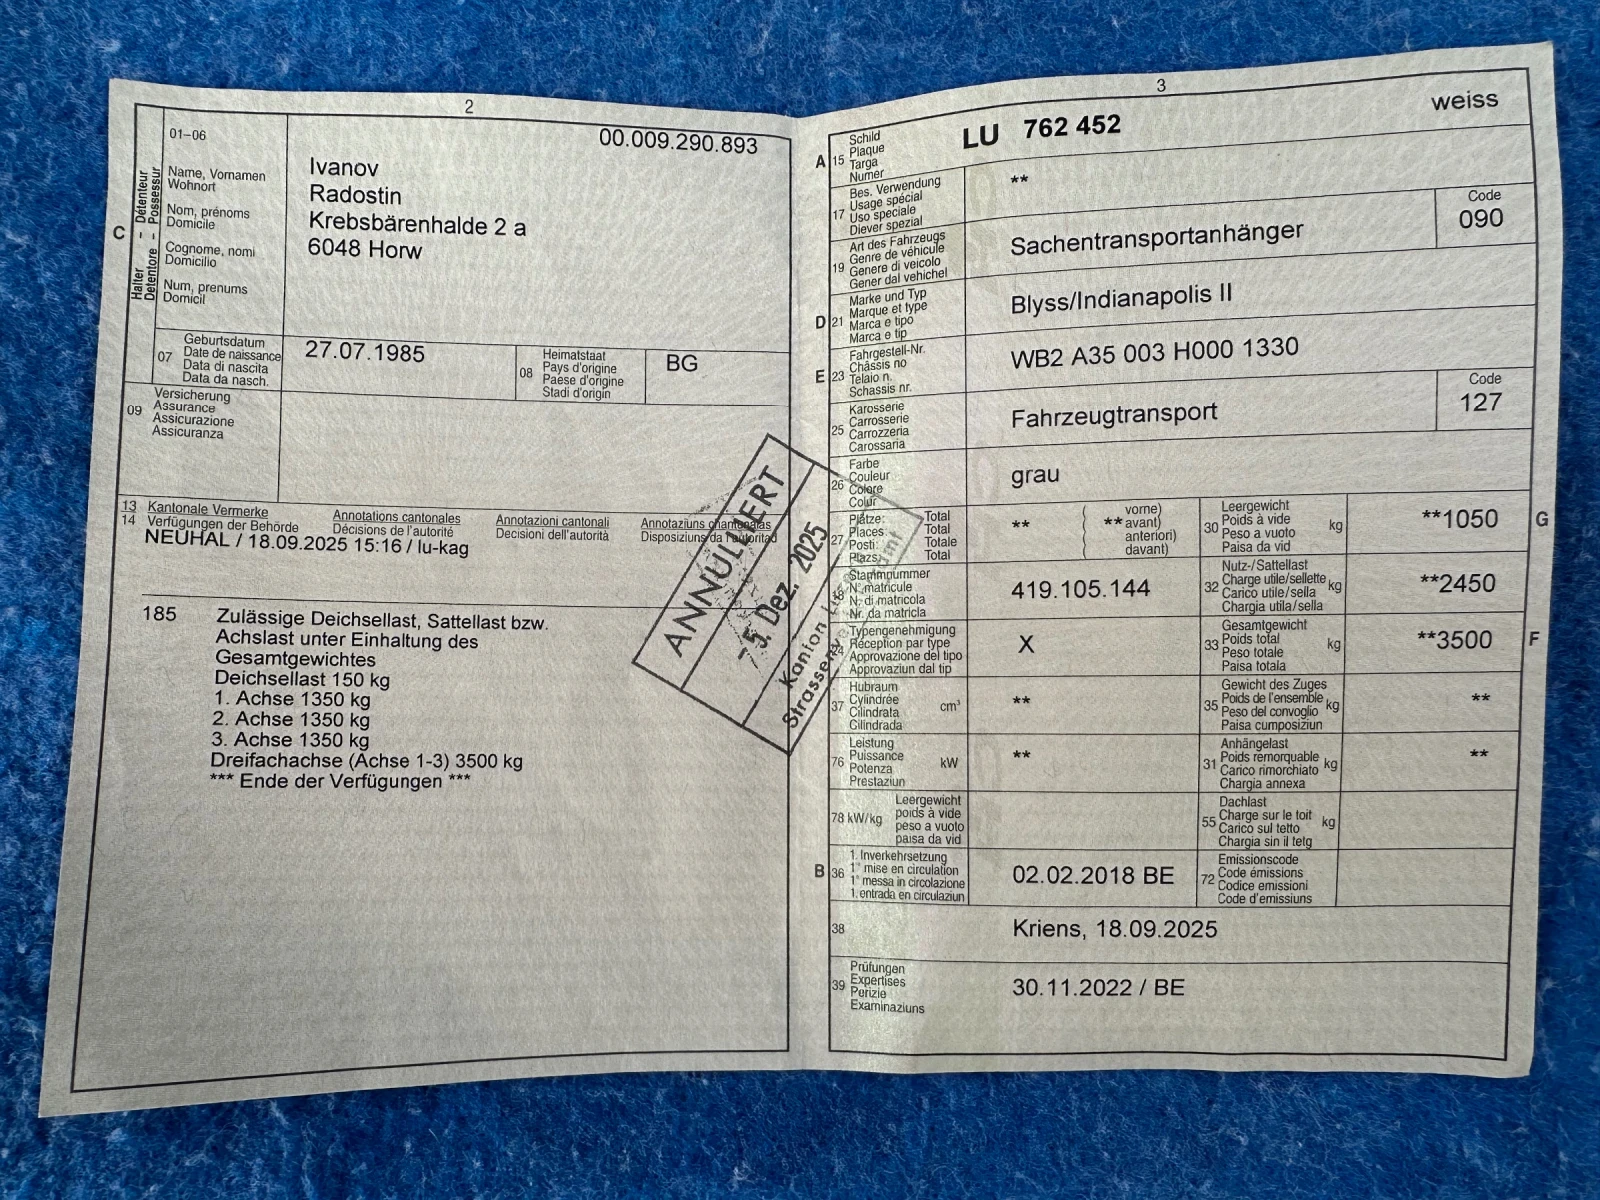 2
00.009.290.893
C
Halter - Détenteur
Detentore - Possessur
01-06
Name, Vornamen
Wohnort
Nom, prénoms
Domicile
Cognome, nomi
Domicilio
Num, prenums
Domicil
Ivanov
Radostin
Krebsbärenhalde 2 a
6048 Horw
07
Geburtsdatum
Date de naissance
Data di nascita
Data da nasch.
27.07.1985
08
Heimatstaat
Pays d'origine
Paese d'origine
Stadi d'origin
BG
09
Versicherung
Assurance
Assicurazione
Assicuranza
13 Kantonale Vermerke
14 Verfügungen der Behörde
Annotations cantonales
Décisions de l'autorité
Annotazioni cantonali
Decisioni dell'autorità
Annotaziuns chantunalas
Disposiziuns da l'autoritad
NEUHAL / 18.09.2025 15:16 / lu-kag
185 Zulässige Deichsellast, Sattellast bzw.
Achslast unter Einhaltung des
Gesamtgewichtes
Deichsellast 150 kg
1. Achse 1350 kg
2. Achse 1350 kg
3. Achse 1350 kg
Dreifachachse (Achse 1-3) 3500 kg
*** Ende der Verfügungen ***
ANNULLIERT
5. Dez. 2025
Kanton
3
A 15
Schild
Plaque
Targa
Numer
LU 762 452 weiss
17
Bes. Verwendung
Usage spécial
Uso speciale
Diever spezial
**
19
Art des Fahrzeugs
Genre de véhicule
Genere di veicolo
Gener dal vehichel
Sachentransportanhänger
Code
090
D 21
Marke und Typ
Marque et type
Marca e tipo
Marca e tip
Blyss/Indianapolis II
E 23
Fahrgestell-Nr.
Châssis no
Telaio n.
Schassis nr.
WB2 A35 003 H000 1330
25
Karosserie
Carrosserie
Carrozzeria
Carossaria
Fahrzeugtransport
Code
127
26
Farbe
Couleur
Colore
Colur
grau
27
Plätze: Total
Places Total
Posti: Totale
Plazs: Total
**
( vorne)
** avant)
anteriori)
davant)
30
Leergewicht
Poids à vide
Peso a vuoto
Paisa da vid
kg
**1050
G
18
Stammnummer
N° matricule
N. di matricola
Nr. da matricla
419.105.144
32
Nutz-/Sattellast
Charge utile/sellette
Carico utile/sella
Chargia utila/sella
kg
**2450
24
Typengenehmigung
Réception par type
Approvazione del tipo
Approvaziun dal tip
X
33
Gesamtgewicht
Poids total
Peso totale
Paisa totala
kg
**3500
F
37
Hubraum
Cylindrée
Cilindrata
Cilindrada
cm³
**
35
Gewicht des Zuges
Poids de l'ensemble
Peso del convoglio
Paisa cumposiziun
kg
**
76
Leistung
Puissance
Potenza
Prestaziun
kW
**
31
Anhängelast
Poids remorquable
Carico rimorchiato
Chargia annexa
kg
**
78 kW/kg
Leergewicht
poids à vide
peso a vuoto
paisa da vid
55
Dachlast
Charge sur le toit
Carico sul tetto
Chargia sin il tetg
kg
B 36
1. Inverkehrsetzung
1re mise en circulation
1a messa in circolazione
1. entrada en circulaziun
02.02.2018 BE
72
Emissionscode
Code émissions
Codice emissioni
Code d'emissiuns
38
Kriens, 18.09.2025
39
Prüfungen
Expertises
Perizie
Examinaziuns
30.11.2022 / BE